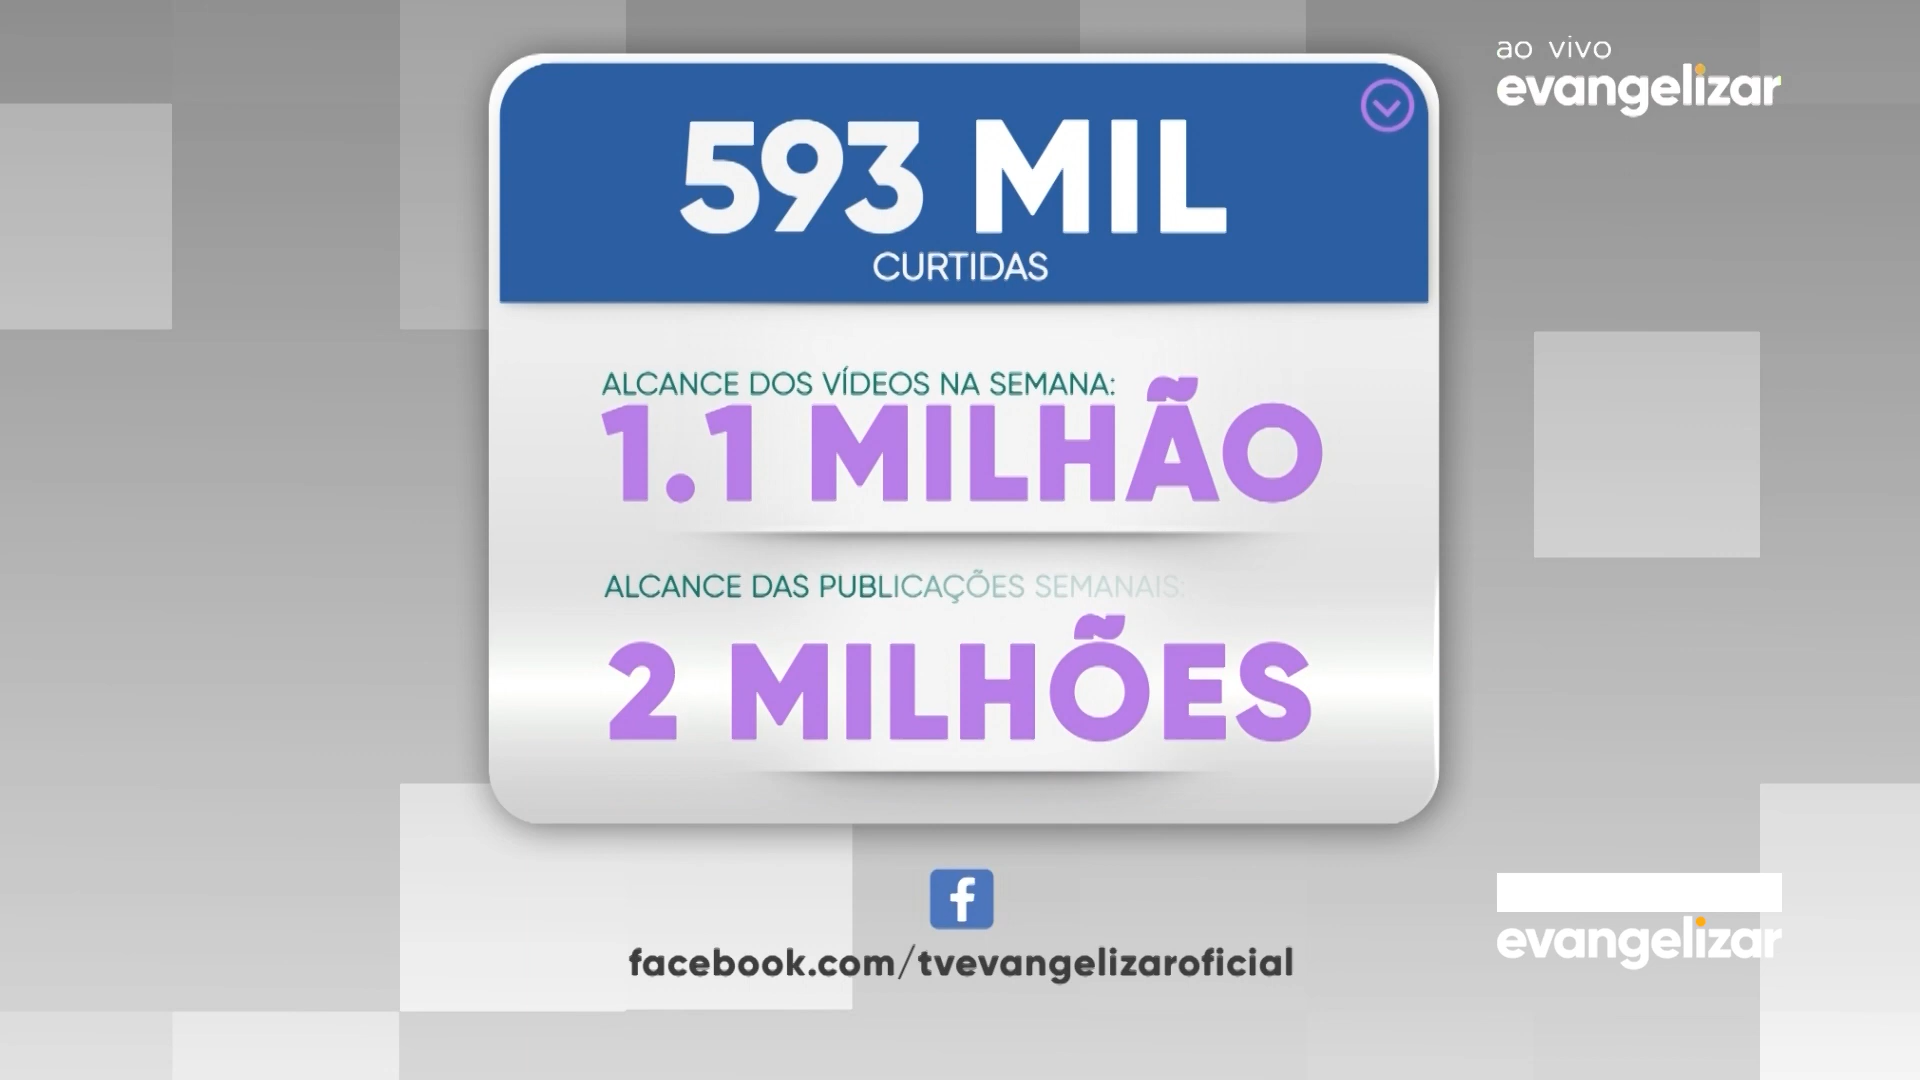 ao vivo
evangelizar
593 MIL
CURTIDAS
ALCANCE DOS VÍDEOS NA SEMANA:
1.1 MILHÃO
ALCANCE DAS PUBLICAÇÕES SEMANAIS:
2 MILHÕES
facebook.com/tvevangelizaroficial
evangelizar